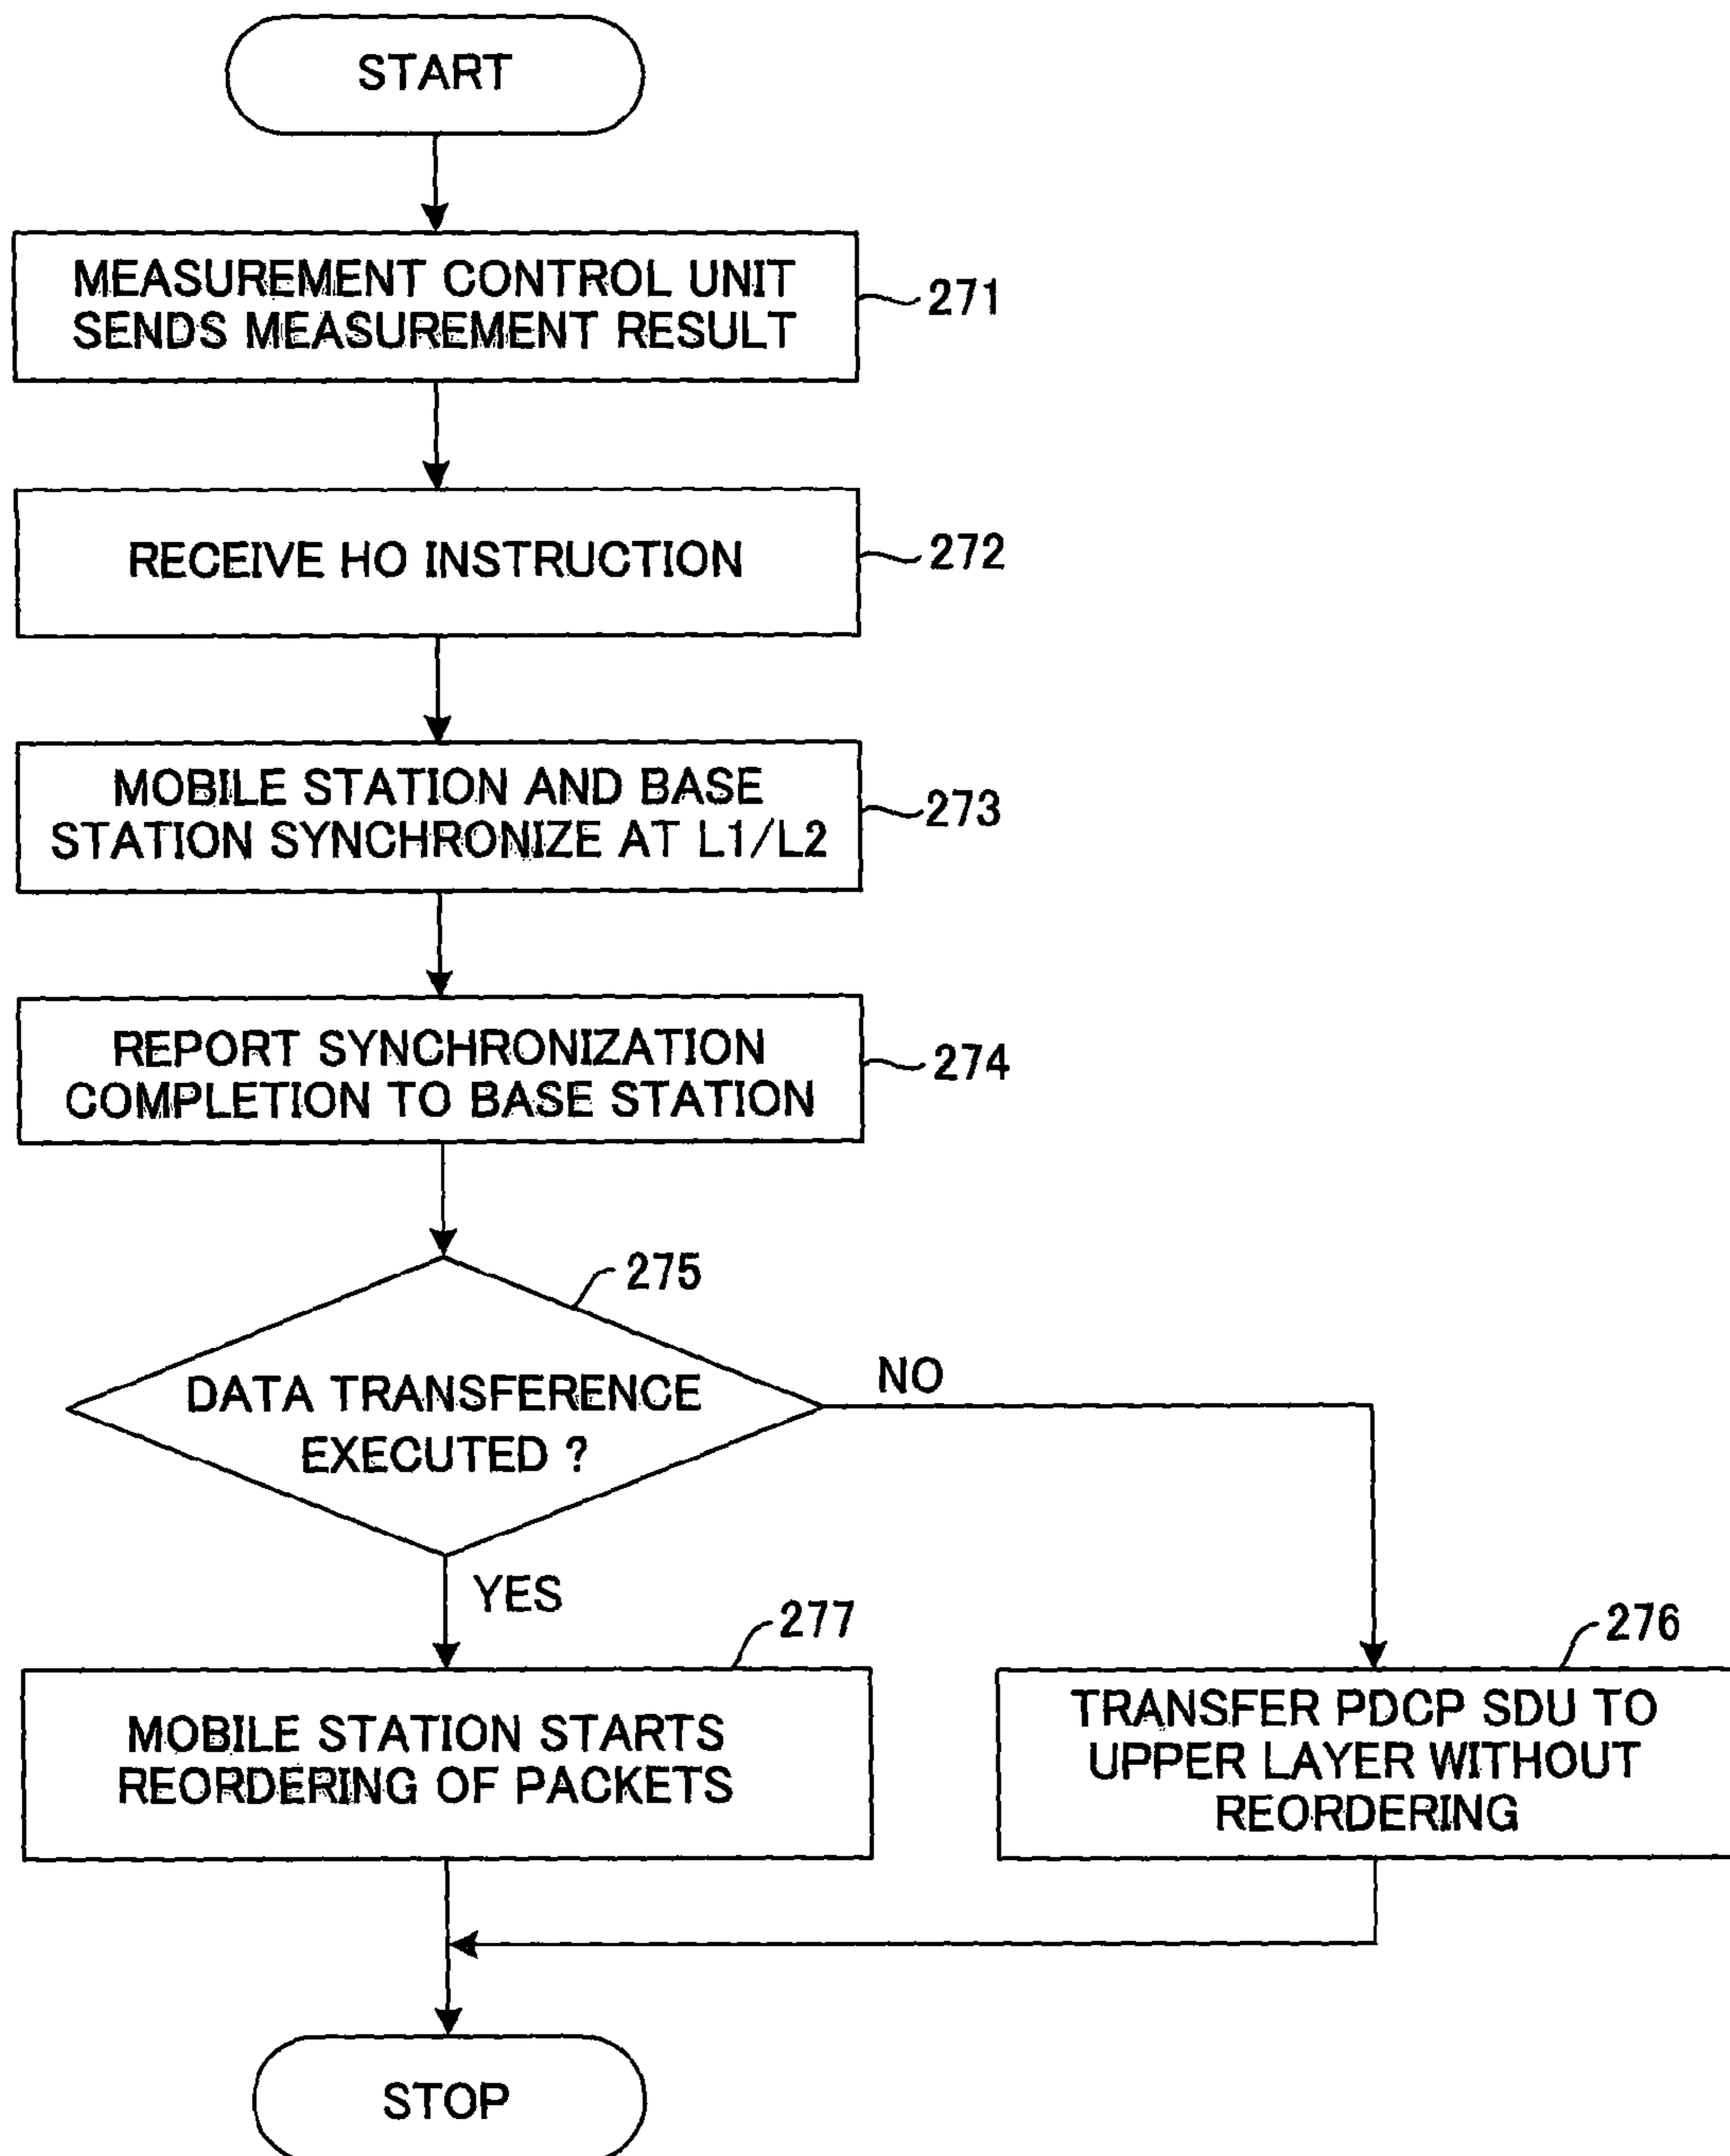 START
MEASUREMENT CONTROL UNIT
SENDS MEASUREMENT RESULT
271
RECEIVE HO INSTRUCTION
272
MOBILE STATION AND BASE
STATION SYNCHRONIZE AT L1/L2
273
REPORT SYNCHRONIZATION
COMPLETION TO BASE STATION
274
275
DATA TRANSFERENCE
EXECUTED ?
NO
YES
277
MOBILE STATION STARTS
REORDERING OF PACKETS
276
TRANSFER PDCP SDU TO
UPPER LAYER WITHOUT
REORDERING
STOP